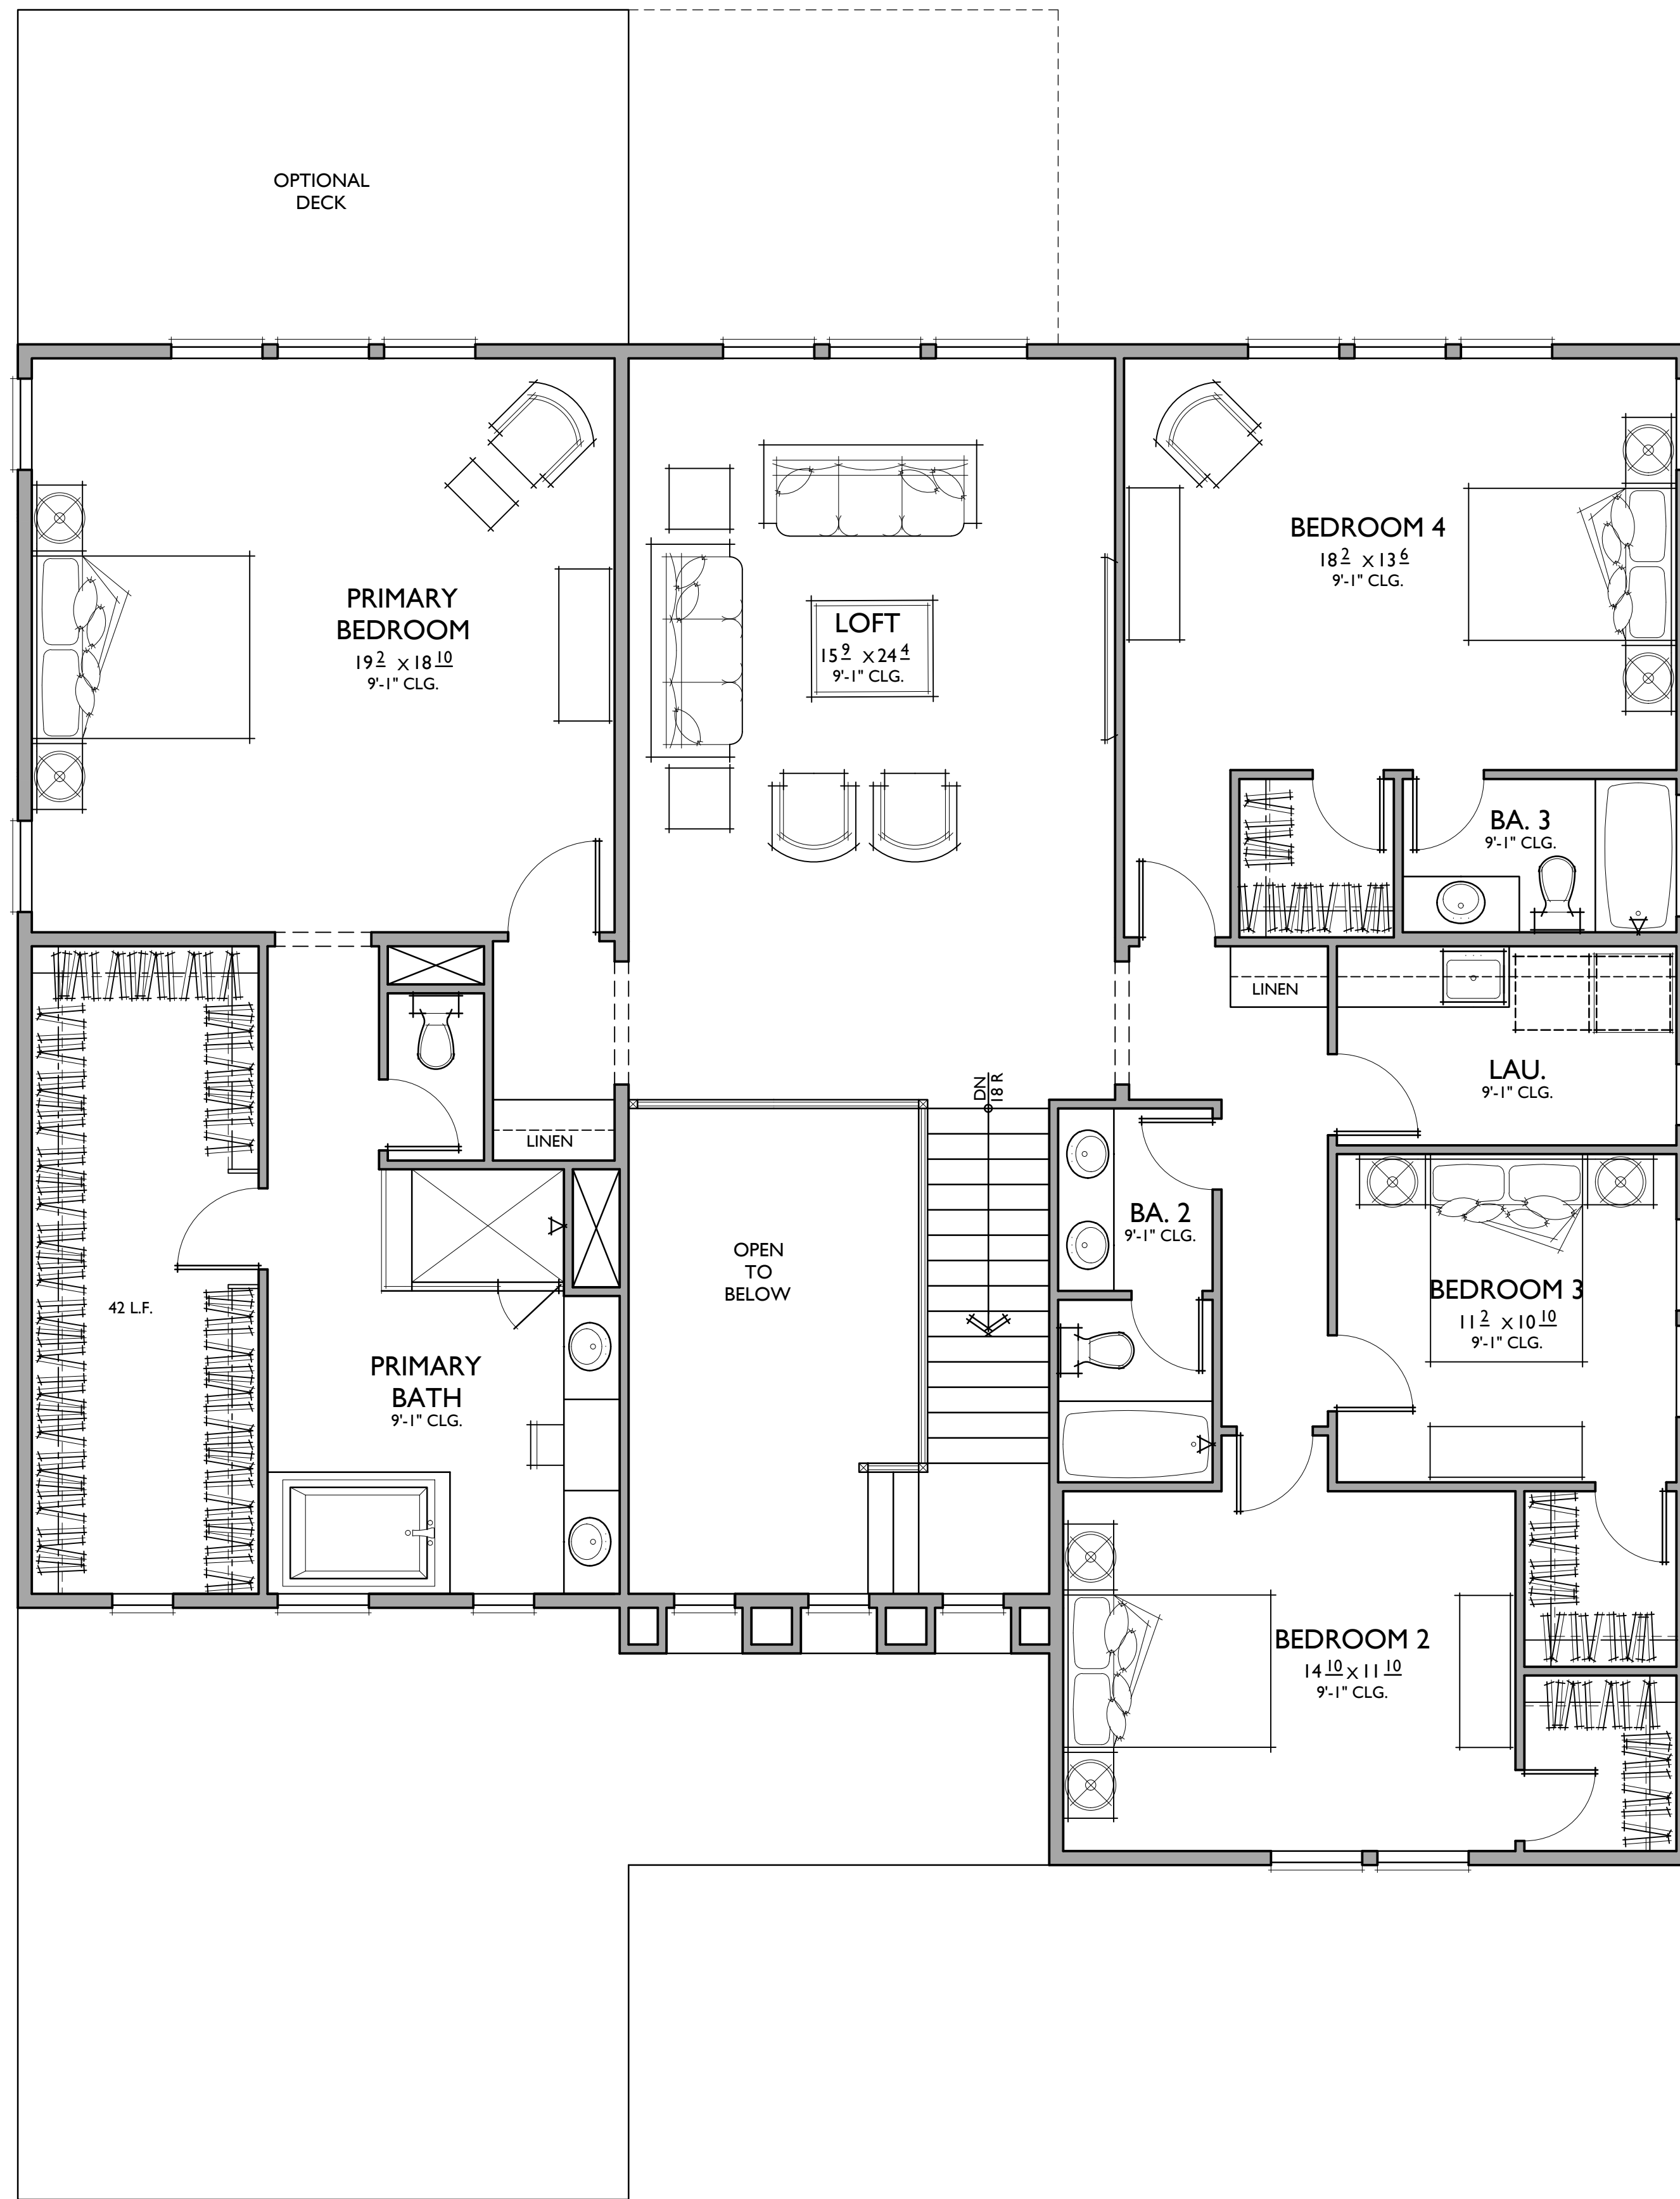 OPTIONAL
DECK
PRIMARY
BEDROOM
19 2 X 18 10
9'-1" CLG.
LOFT
15 9 X 24 4
9'-1" CLG.
BEDROOM 4
18 2 X 13 6
9'-1" CLG.
BA. 3
9'-1" CLG.
LINEN
LAU.
9'-1" CLG.
DN
18 R
LINEN
BA. 2
9'-1" CLG.
OPEN
TO
BELOW
42 L.F.
BEDROOM 3
11 2 X 10 10
9'-1" CLG.
PRIMARY
BATH
9'-1" CLG.
BEDROOM 2
14 10 X 11 10
9'-1" CLG.